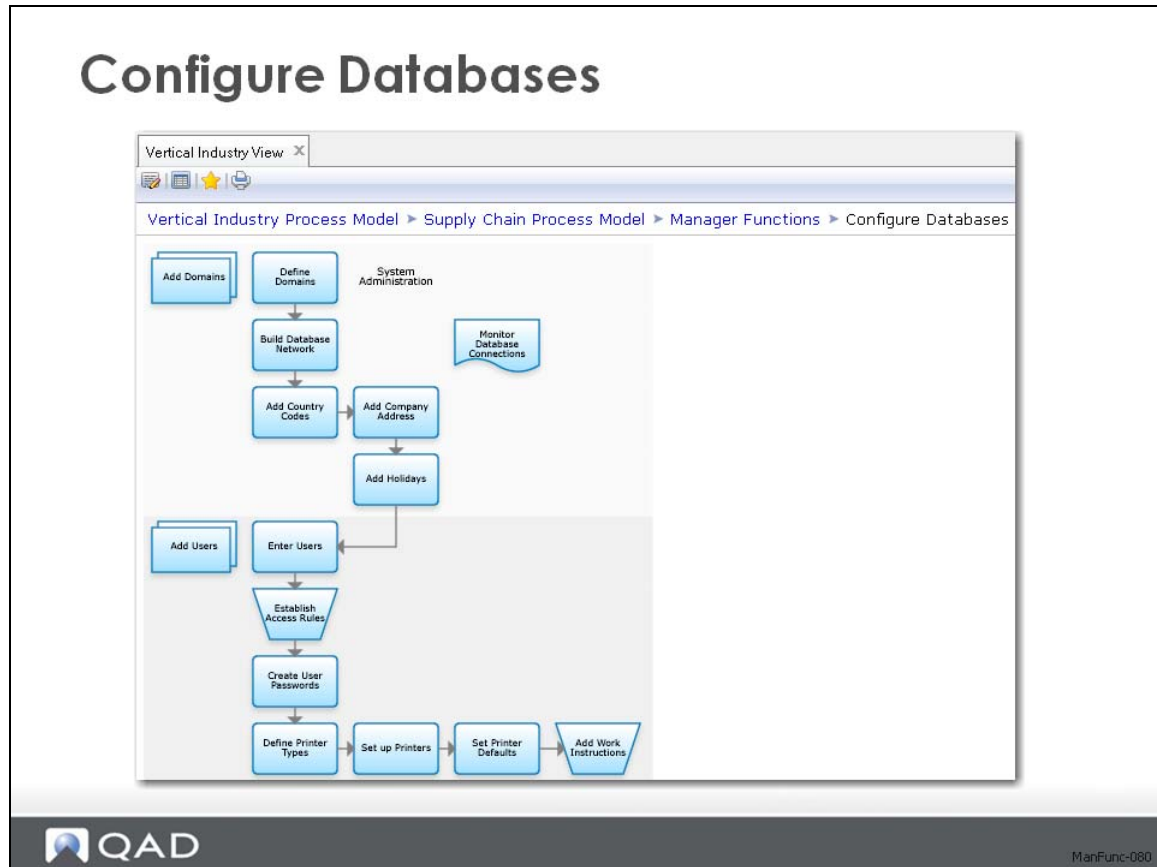 Configure Databases
Vertical Industry View
Vertical Industry Process Model ➤ Supply Chain Process Model ➤ Manager Functions ➤ Configure Databases
Add Domains
Define
Domains
System
Administration
Build Database
Network
Monitor
Database
Connections
Add Country
Codes
Add Company
Address
Add Holidays
Add Users
Enter Users
Establish
Access Rules
Create User
Passwords
Define Printer
Types
Set up Printers
Set Printer
Defaults
Add Work
Instructions
QAD
ManFunc-080